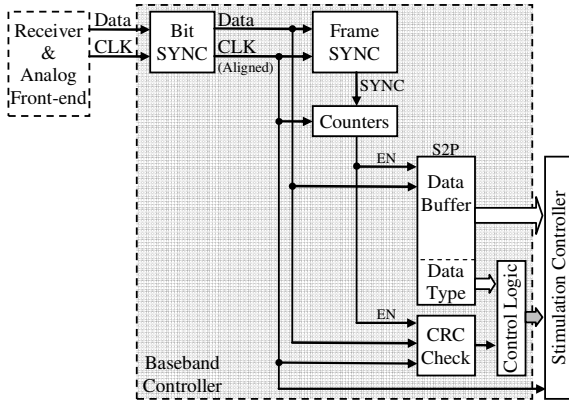 Receiver
&
Analog
Front-end
Data
CLK
Bit
SYNC
Data
CLK
(Aligned)
Frame
SYNC
SYNC
Counters
EN
S2P
Data
Buffer
Data
Type
EN
CRC
Check
Control Logic
Stimulation Controller
Baseband
Controller